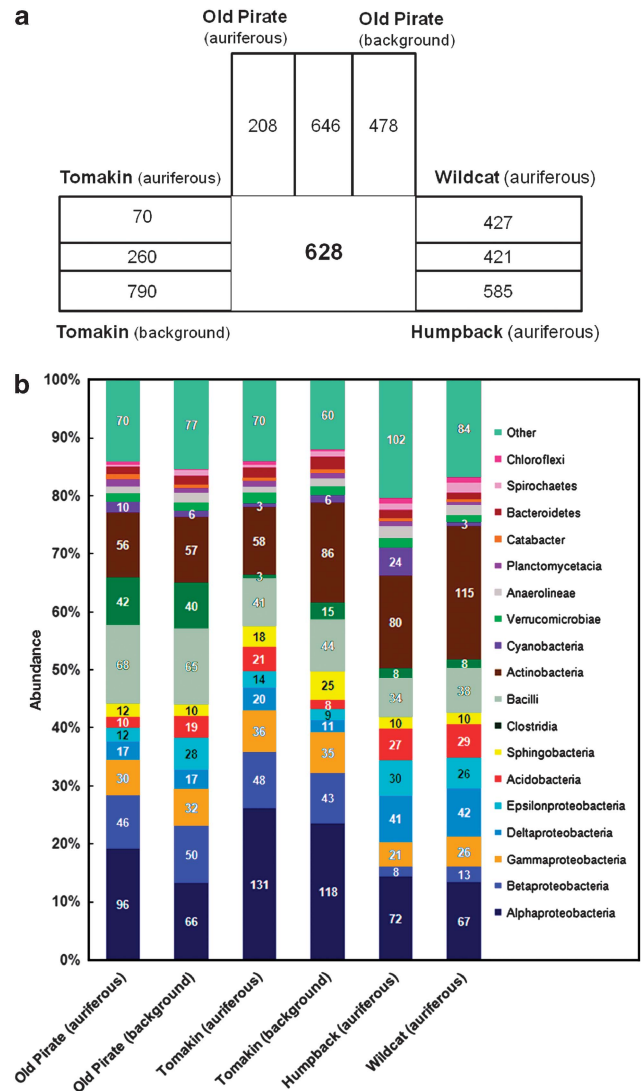 a
Old Pirate
(auriferous)
Old Pirate
(background)
208
646
478
Tomakin (auriferous)
Wildcat (auriferous)
70
260
790
628
427
421
585
Tomakin (background)
Humpback (auriferous)
b
100%
90%
80%
70%
60%
50%
40%
30%
20%
10%
0%
Abundance
70
10
56
42
68
12
10
12
17
30
46
96
77
6
57
40
65
10
19
28
17
32
50
66
70
3
58
3
41
18
21
14
20
36
48
131
60
6
86
15
44
25
8
9
11
35
43
118
102
24
80
8
34
10
27
30
41
21
8
72
84
3
115
8
38
10
29
26
42
26
13
67
Other
Chloroflexi
Spirochaetes
Bacteroidetes
Catabacter
Planctomycetacia
Anaerolineae
Verrucomicrobiae
Cyanobacteria
Actinobacteria
Bacilli
Clostridia
Sphingobacteria
Acidobacteria
Epsilonproteobacteria
Deltaproteobacteria
Gammaproteobacteria
Betaproteobacteria
Alphaproteobacteria
Old Pirate (auriferous)
Old Pirate (background)
Tomakin (auriferous)
Tomakin (background)
Humpback (auriferous)
Wildcat (auriferous)